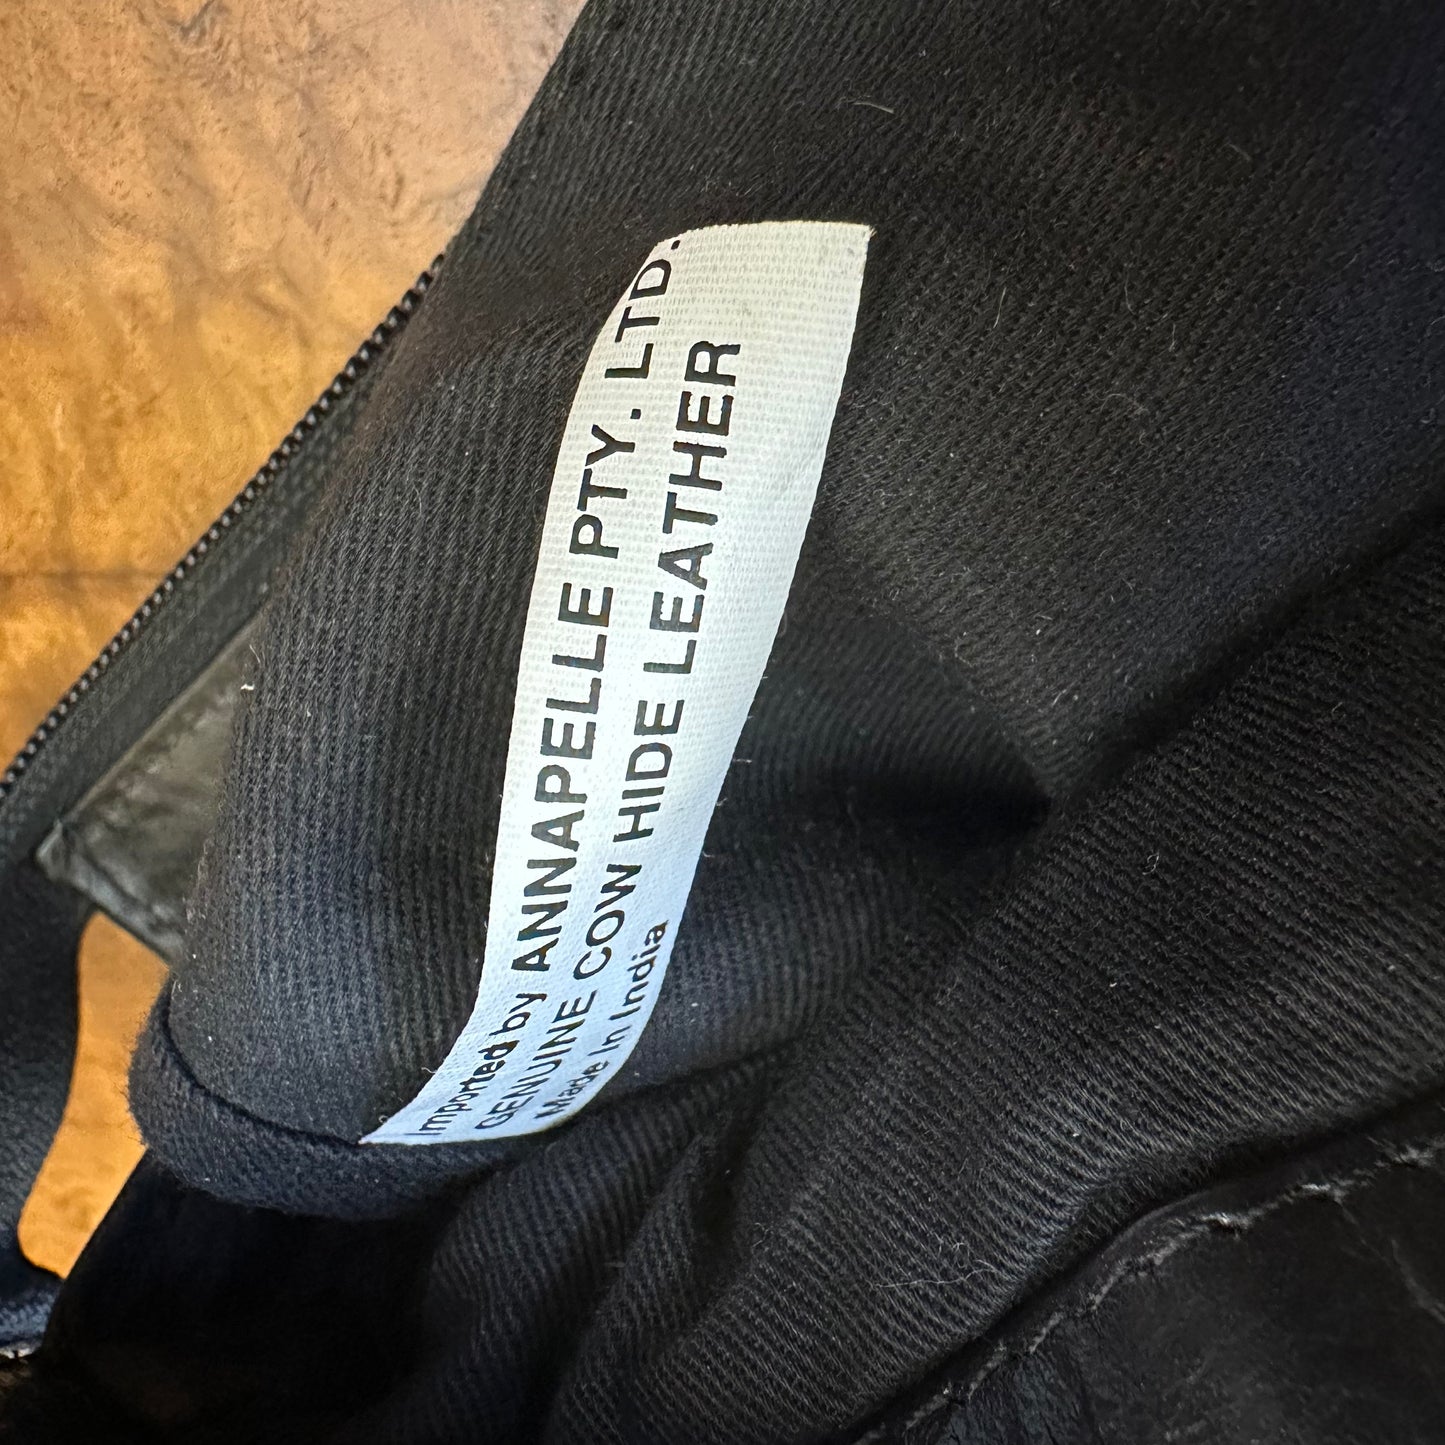 Imported by ANNAPELLE PTY. LTD.
GENUINE COW HIDE LEATHER
Made In India